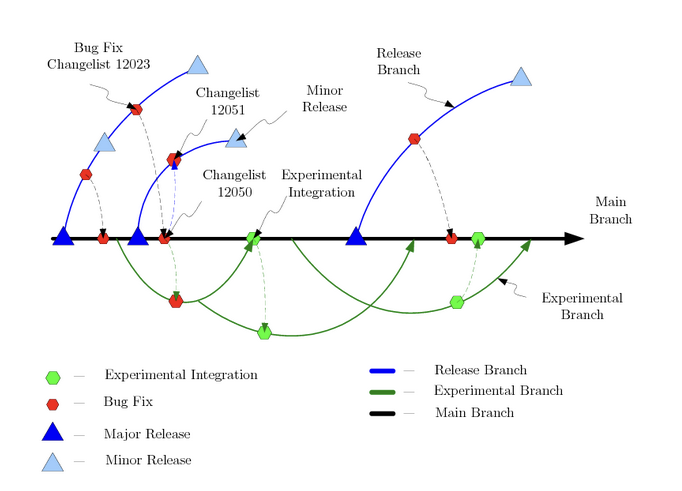 Bug Fix
Changelist 12023
Release
Branch
Changelist
12051
Minor
Release
Changelist
12050
Experimental
Integration
Main
Branch
Experimental
Branch
— Experimental Integration
— Bug Fix
— Major Release
— Minor Release
— Release Branch
— Experimental Branch
— Main Branch